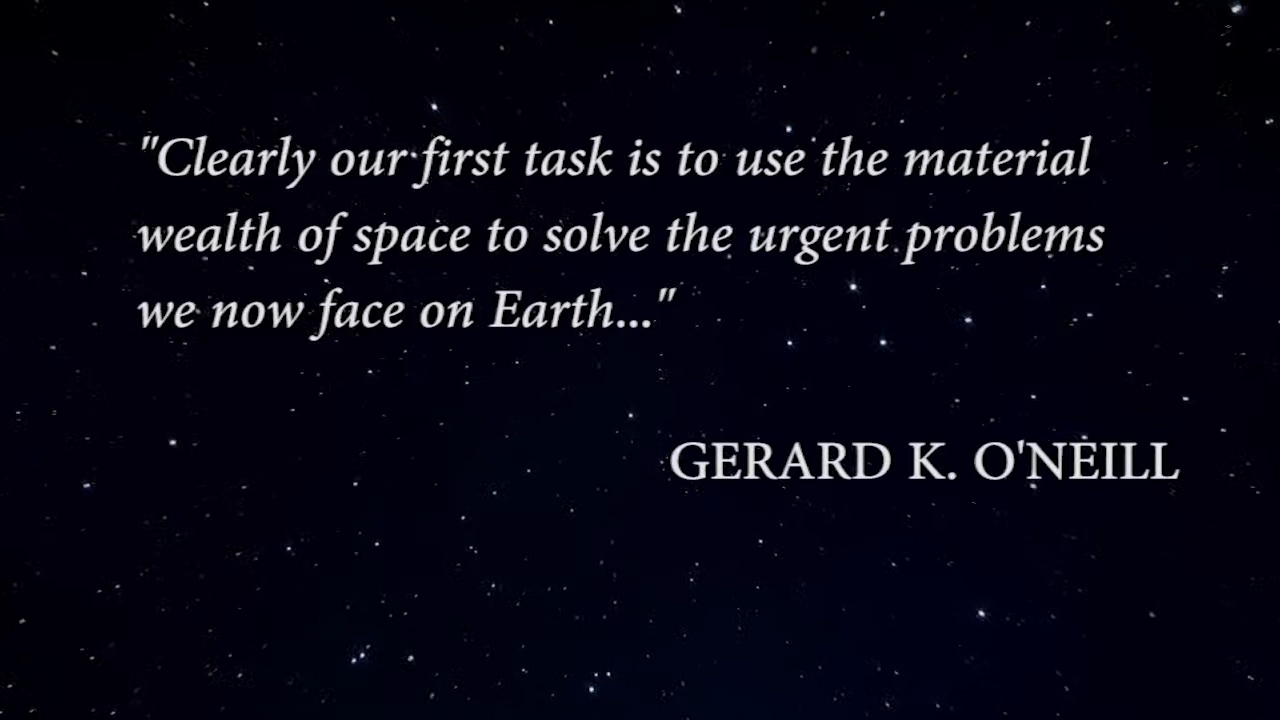 "Clearly our first task is to use the material
wealth of space to solve the urgent problems
we now face on Earth..."
GERARD K. O'NEILL